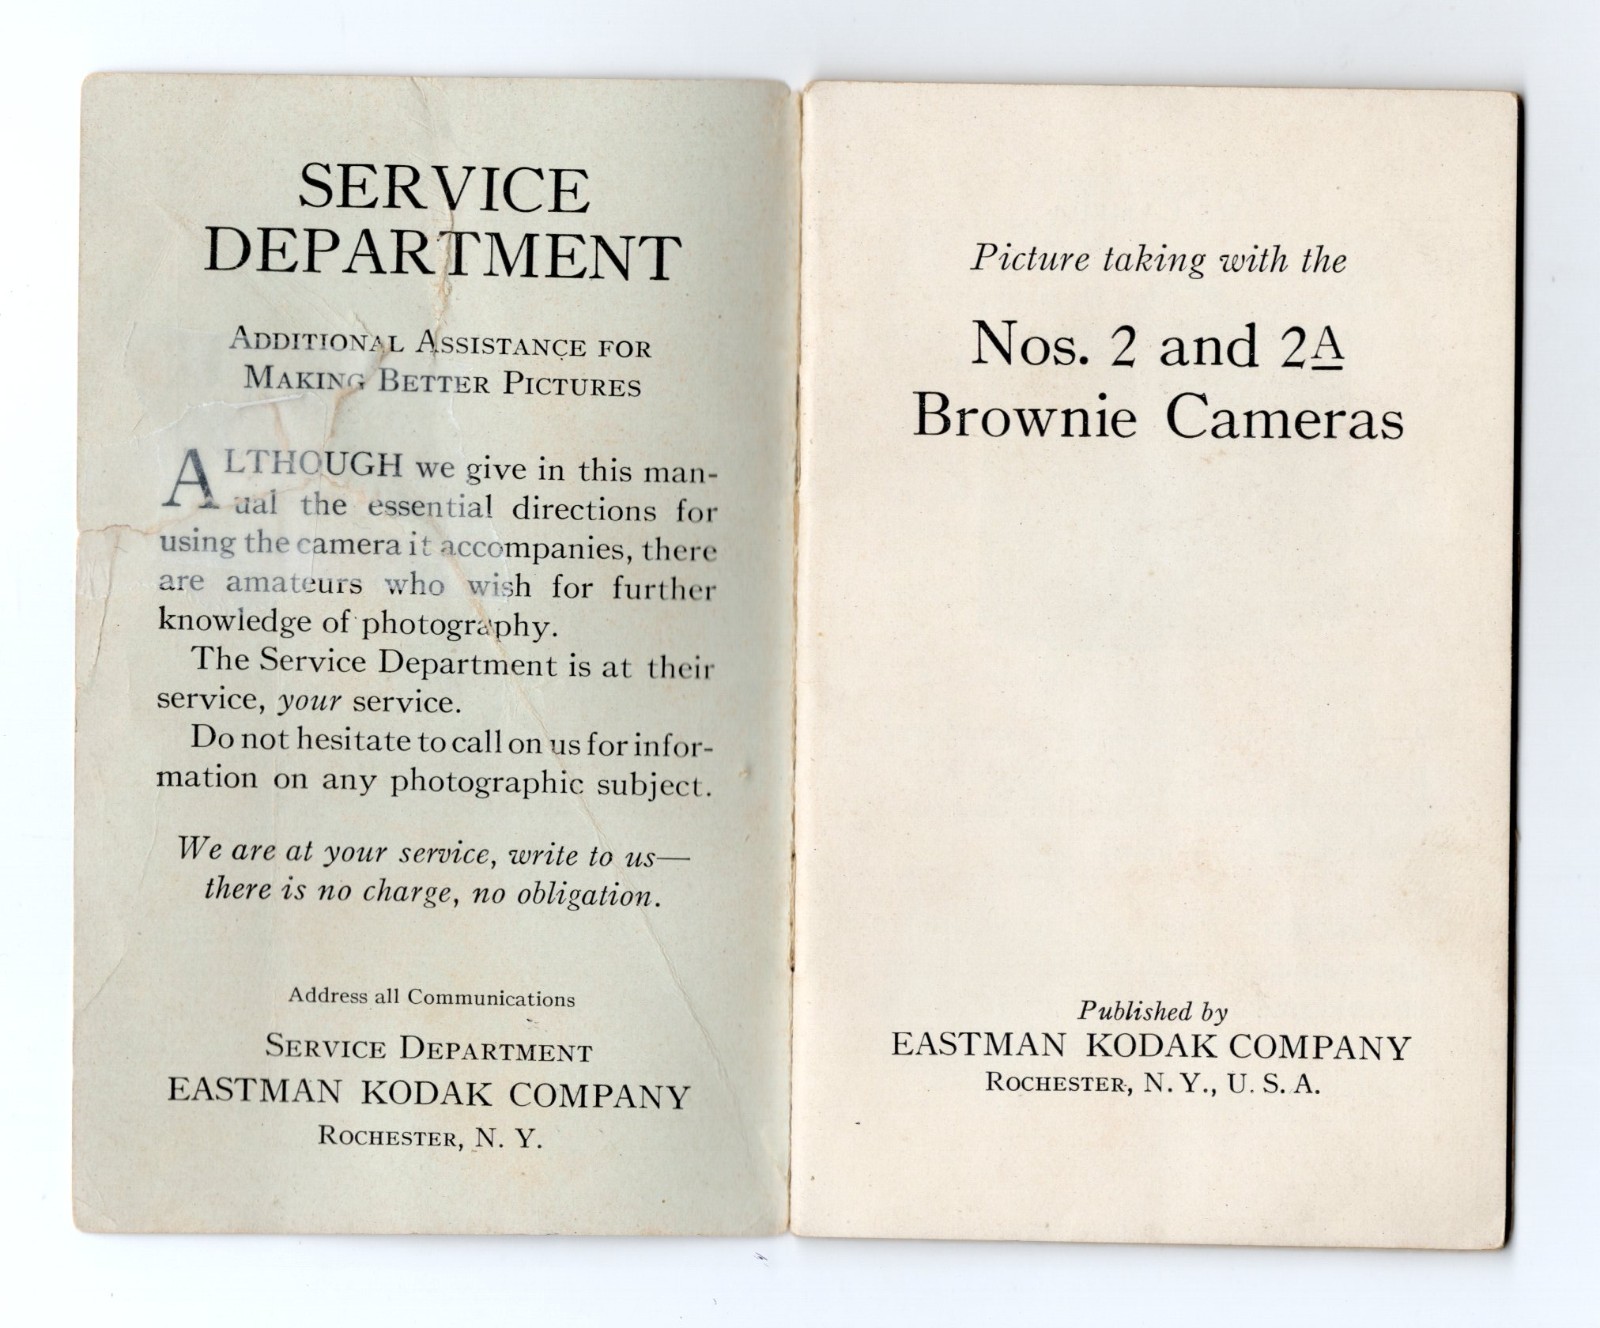 SERVICE
DEPARTMENT
ADDITIONAL ASSISTANCE FOR
MAKING BETTER PICTURES
ALTHOUGH we give in this man-
ual the essential directions for
using the camera it accompanies, there
are amateurs who wish for further
knowledge of photography.
The Service Department is at their
service, your service.
Do not hesitate to call on us for infor-
mation on any photographic subject.
We are at your service, write to us—
there is no charge, no obligation.
Address all Communications
SERVICE DEPARTMENT
EASTMAN KODAK COMPANY
ROCHESTER, N. Y.
Picture taking with the
Nos. 2 and 2A
Brownie Cameras
Published by
EASTMAN KODAK COMPANY
ROCHESTER, N. Y., U. S. A.